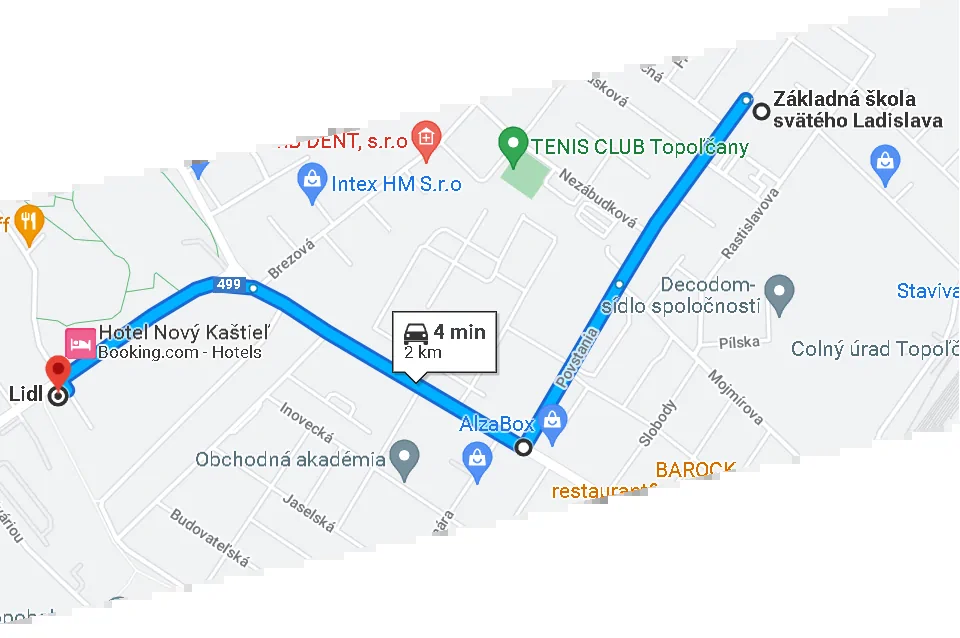 Základná škola
svätého Ladislava
DENT, s.r.o
TENIS CLUB Topoľčany
Intex HM S.r.o
Nezábudková
Rastislavova
Brezová
499
Decodom-
sídlo spoločnosti
Staviva
Hotel Nový Kaštieľ
Booking.com - Hotels
4 min
2 km
Povstania
Pílska
Colný úrad Topoľč
Lidl
Mojmírova
Inovecká
AlzaBox
Slobody
Obchodná akadémia
BAROCK
restaurant
Jaselská
Budovateľská